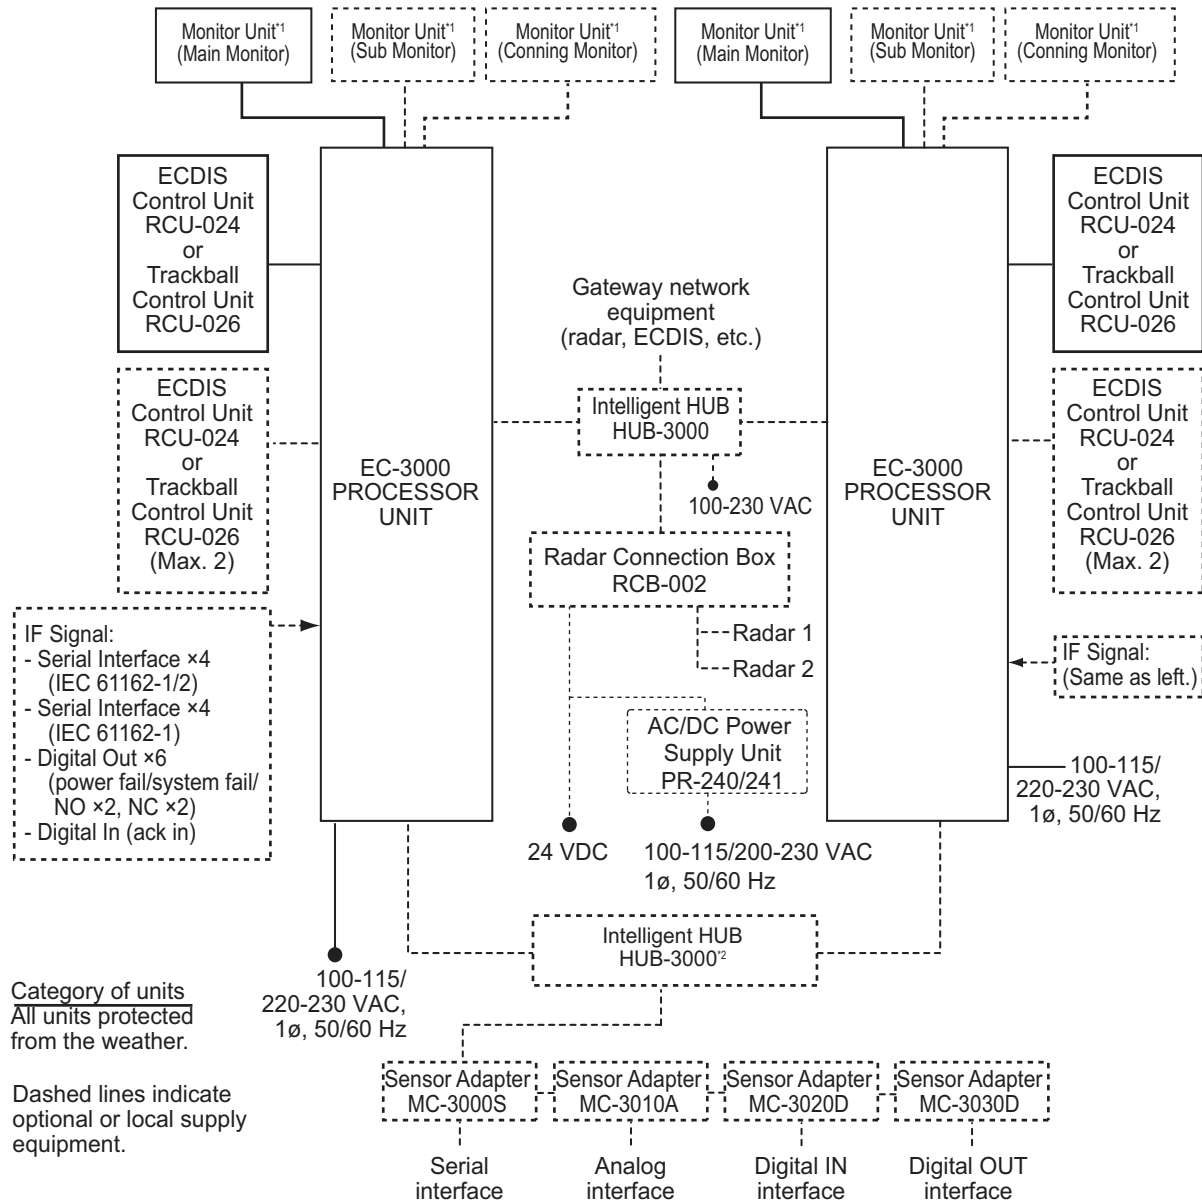 Monitor Unit*1
(Main Monitor)
Monitor Unit*1
(Sub Monitor)
Monitor Unit*1
(Conning Monitor)
Monitor Unit*1
(Main Monitor)
Monitor Unit*1
(Sub Monitor)
Monitor Unit*1
(Conning Monitor)
ECDIS
Control Unit
RCU-024
or
Trackball
Control Unit
RCU-026
ECDIS
Control Unit
RCU-024
or
Trackball
Control Unit
RCU-026
(Max. 2)
IF Signal:
- Serial Interface ×4
(IEC 61162-1/2)
- Serial Interface ×4
(IEC 61162-1)
- Digital Out ×6
(power fail/system fail/
NO ×2, NC ×2)
- Digital In (ack in)
EC-3000
PROCESSOR
UNIT
Gateway network
equipment
(radar, ECDIS, etc.)
Intelligent HUB
HUB-3000
100-230 VAC
Radar Connection Box
RCB-002
Radar 1
Radar 2
AC/DC Power
Supply Unit
PR-240/241
24 VDC
100-115/200-230 VAC
1ø, 50/60 Hz
EC-3000
PROCESSOR
UNIT
ECDIS
Control Unit
RCU-024
or
Trackball
Control Unit
RCU-026
ECDIS
Control Unit
RCU-024
or
Trackball
Control Unit
RCU-026
(Max. 2)
IF Signal:
(Same as left.)
100-115/
220-230 VAC,
1ø, 50/60 Hz
Intelligent HUB
HUB-3000*2
100-115/
220-230 VAC,
1ø, 50/60 Hz
Category of units
All units protected
from the weather.
Dashed lines indicate
optional or local supply
equipment.
Sensor Adapter
MC-3000S
Sensor Adapter
MC-3010A
Sensor Adapter
MC-3020D
Sensor Adapter
MC-3030D
Serial
interface
Analog
interface
Digital IN
interface
Digital OUT
interface